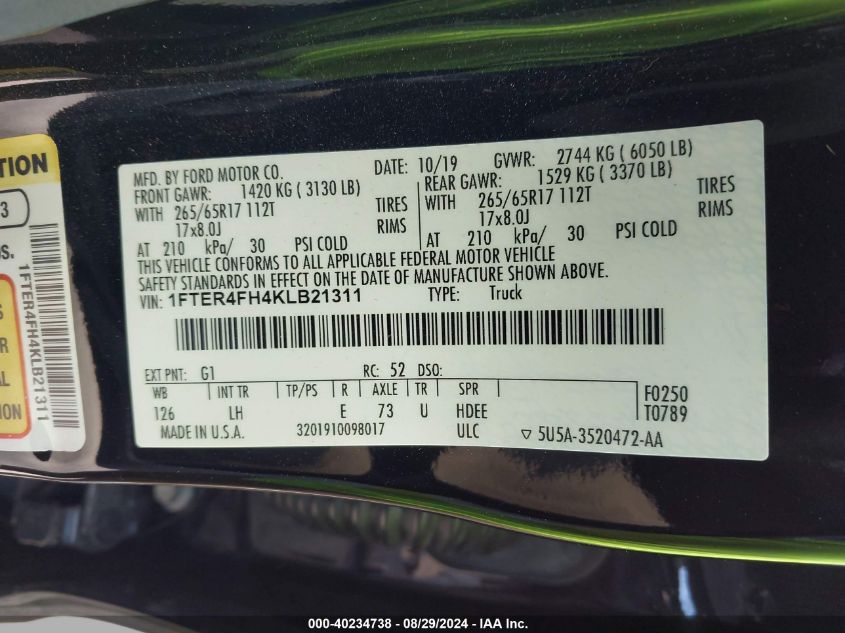 TION
3
OS.
1FTER4FH4KLB21311
S
R
AL
ION
MFD. BY FORD MOTOR CO.
DATE: 10/19 GVWR: 2744 KG ( 6050 LB)
FRONT GAWR: 1420 KG ( 3130 LB)
WITH 265/65R17 112T TIRES
17x8.0J RIMS
AT 210 kPa/ 30 PSI COLD
REAR GAWR: 1529 KG ( 3370 LB)
WITH 265/65R17 112T TIRES
17x8.0J RIMS
AT 210 kPa/ 30 PSI COLD
THIS VEHICLE CONFORMS TO ALL APPLICABLE FEDERAL MOTOR VEHICLE
SAFETY STANDARDS IN EFFECT ON THE DATE OF MANUFACTURE SHOWN ABOVE.
VIN: 1FTER4FH4KLB21311 TYPE: Truck
EXT PNT: G1 RC: 52 DSO:
WB INT TR TP/PS R AXLE TR SPR F0250
126 LH E 73 U HDEE T0789
MADE IN U.S.A. 3201910098017 ULC ▽ 5U5A-3520472-AA
000-40234738 - 08/29/2024 - IAA Inc.